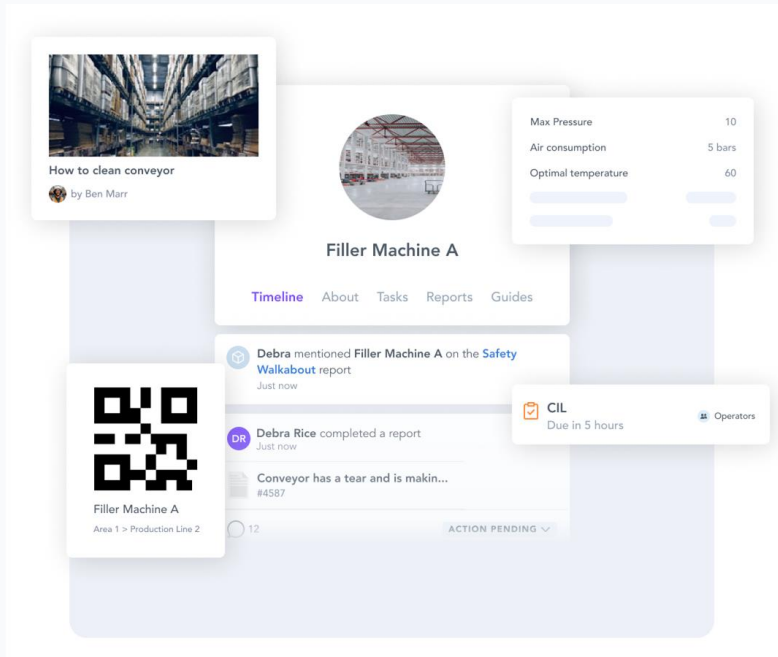 How to clean conveyor
by Ben Marr
Max Pressure 10
Air consumption 5 bars
Optimal temperature 60
Filler Machine A
Timeline About Tasks Reports Guides
Debra mentioned Filler Machine A on the Safety
Walkabout report
Just now
CIL
Due in 5 hours
Operators
DR
Debra Rice completed a report
Just now
Conveyor has a tear and is makin...
#4587
12
ACTION PENDING
Filler Machine A
Area 1 > Production Line 2